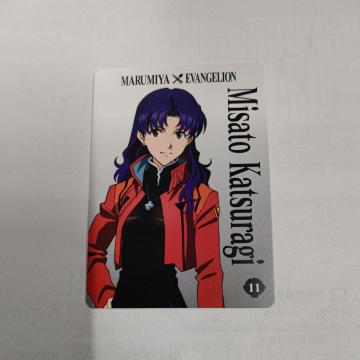 MARUMIYA × EVANGELION
Misato Katsuragi
11